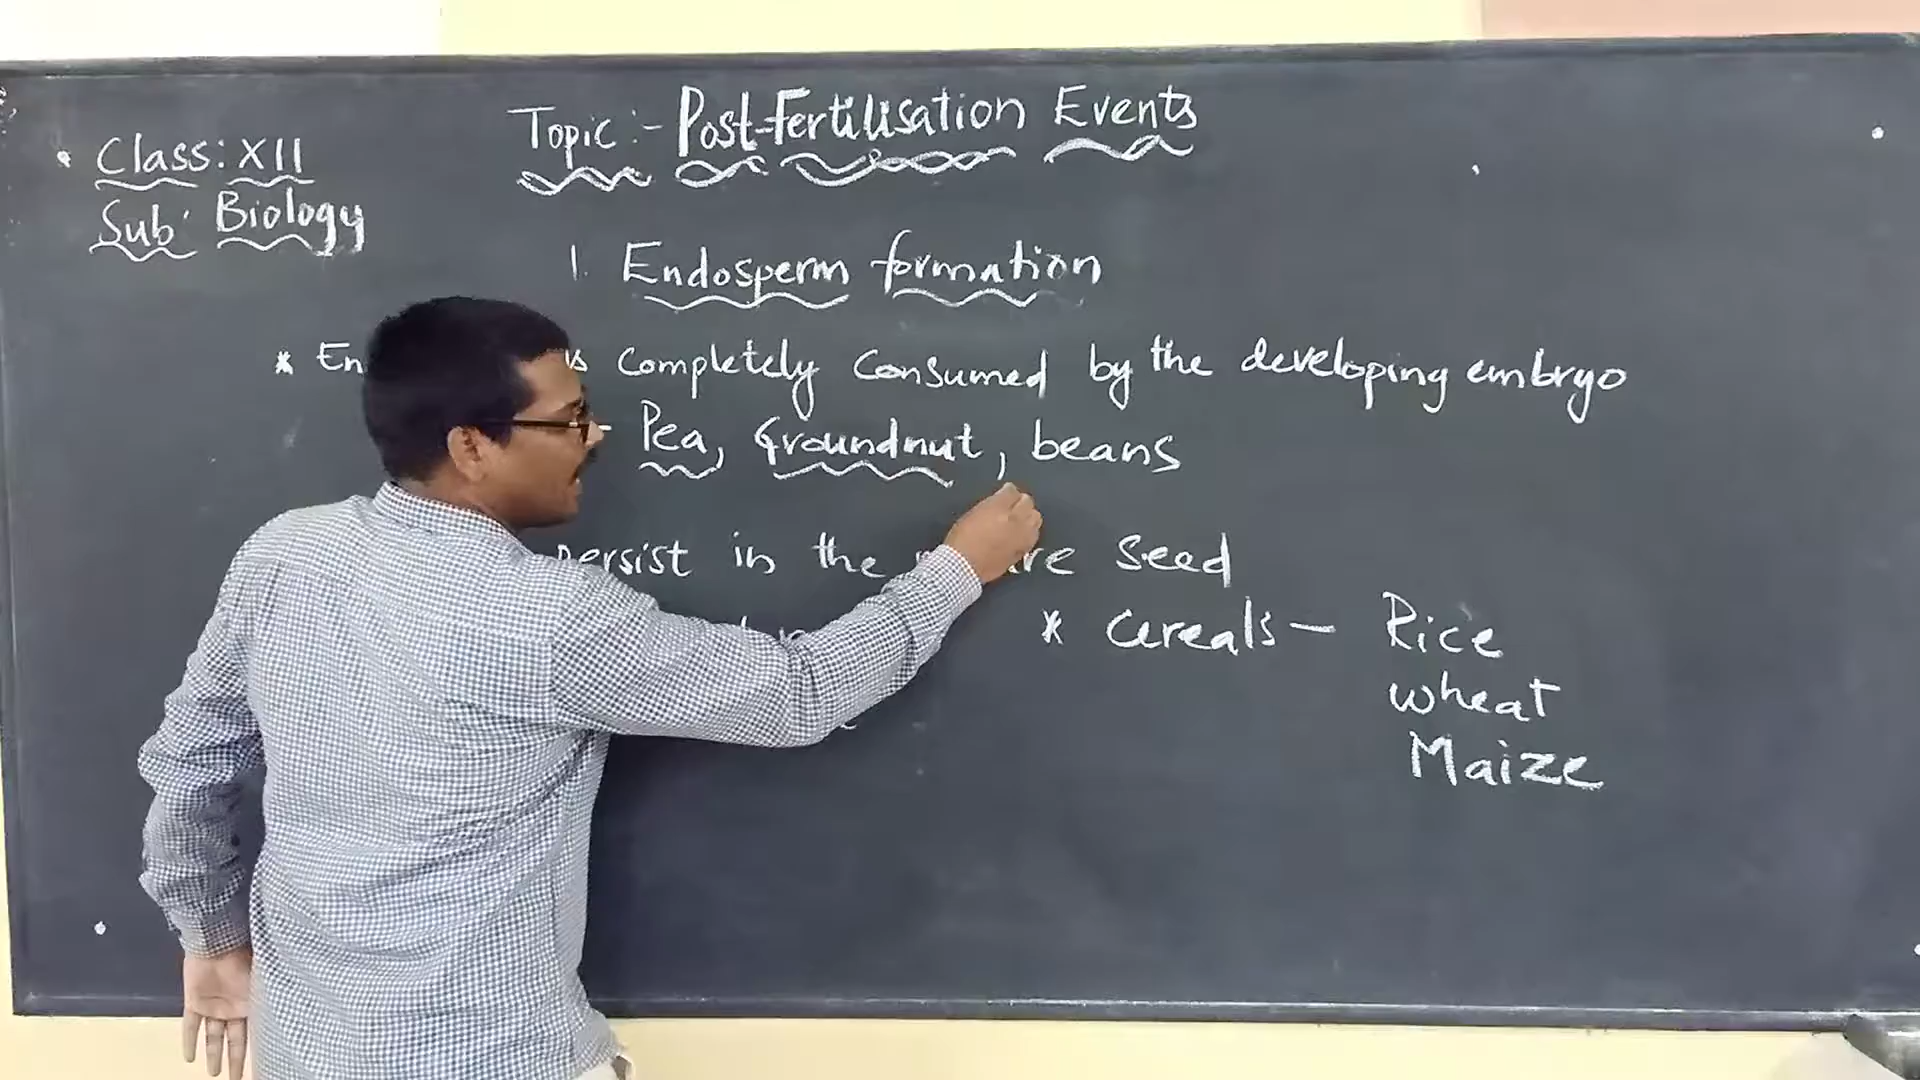 Class: XII
Sub: Biology
Topic :- Post-Fertilisation Events
1. Endosperm formation
* En is completely consumed by the developing embryo
- Pea, Groundnut, beans
persist in the seed
* Cereals - Rice
wheat
Maize